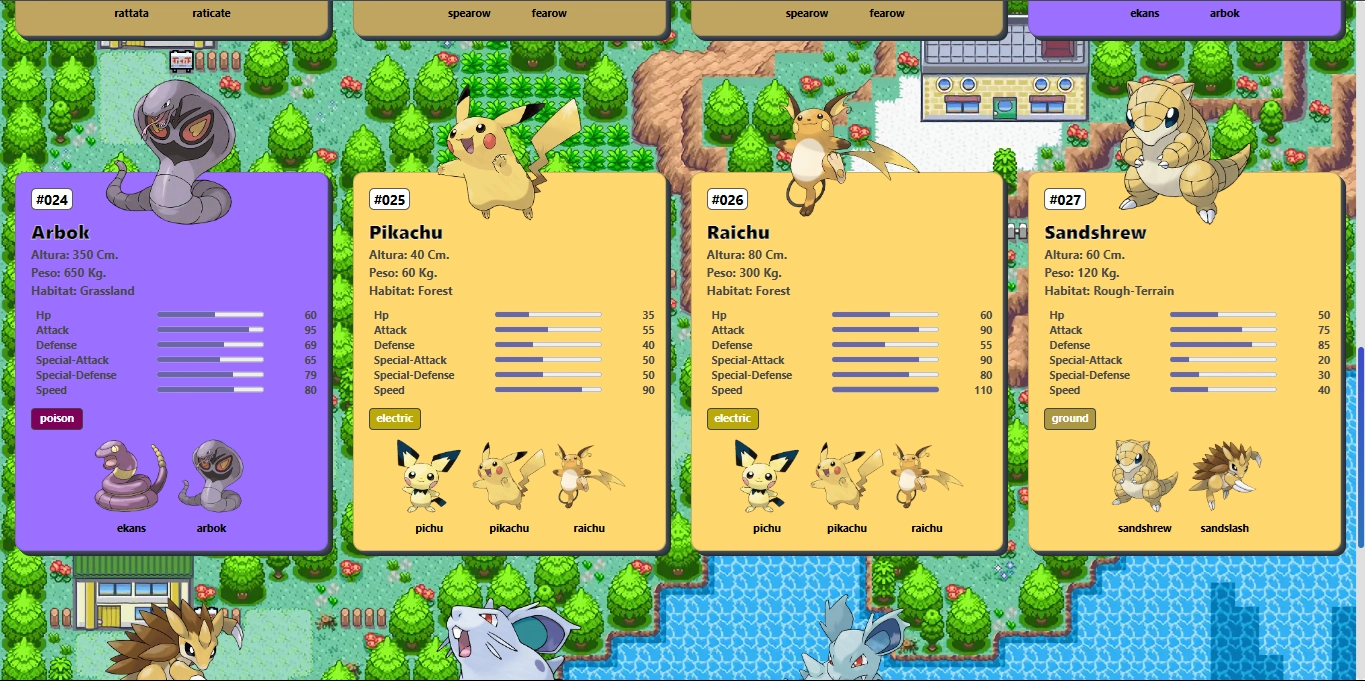 rattata raticate
spearow fearow
spearow fearow
ekans arbok
#024
Arbok
Altura: 350 Cm.
Peso: 650 Kg.
Habitat: Grassland
Hp 60
Attack 95
Defense 69
Special-Attack 65
Special-Defense 79
Speed 80
poison
ekans arbok
#025
Pikachu
Altura: 40 Cm.
Peso: 60 Kg.
Habitat: Forest
Hp 35
Attack 55
Defense 40
Special-Attack 50
Special-Defense 50
Speed 90
electric
pichu pikachu raichu
#026
Raichu
Altura: 80 Cm.
Peso: 300 Kg.
Habitat: Forest
Hp 60
Attack 90
Defense 55
Special-Attack 90
Special-Defense 80
Speed 110
electric
pichu pikachu raichu
#027
Sandshrew
Altura: 60 Cm.
Peso: 120 Kg.
Habitat: Rough-Terrain
Hp 50
Attack 75
Defense 85
Special-Attack 20
Special-Defense 30
Speed 40
ground
sandshrew sandslash